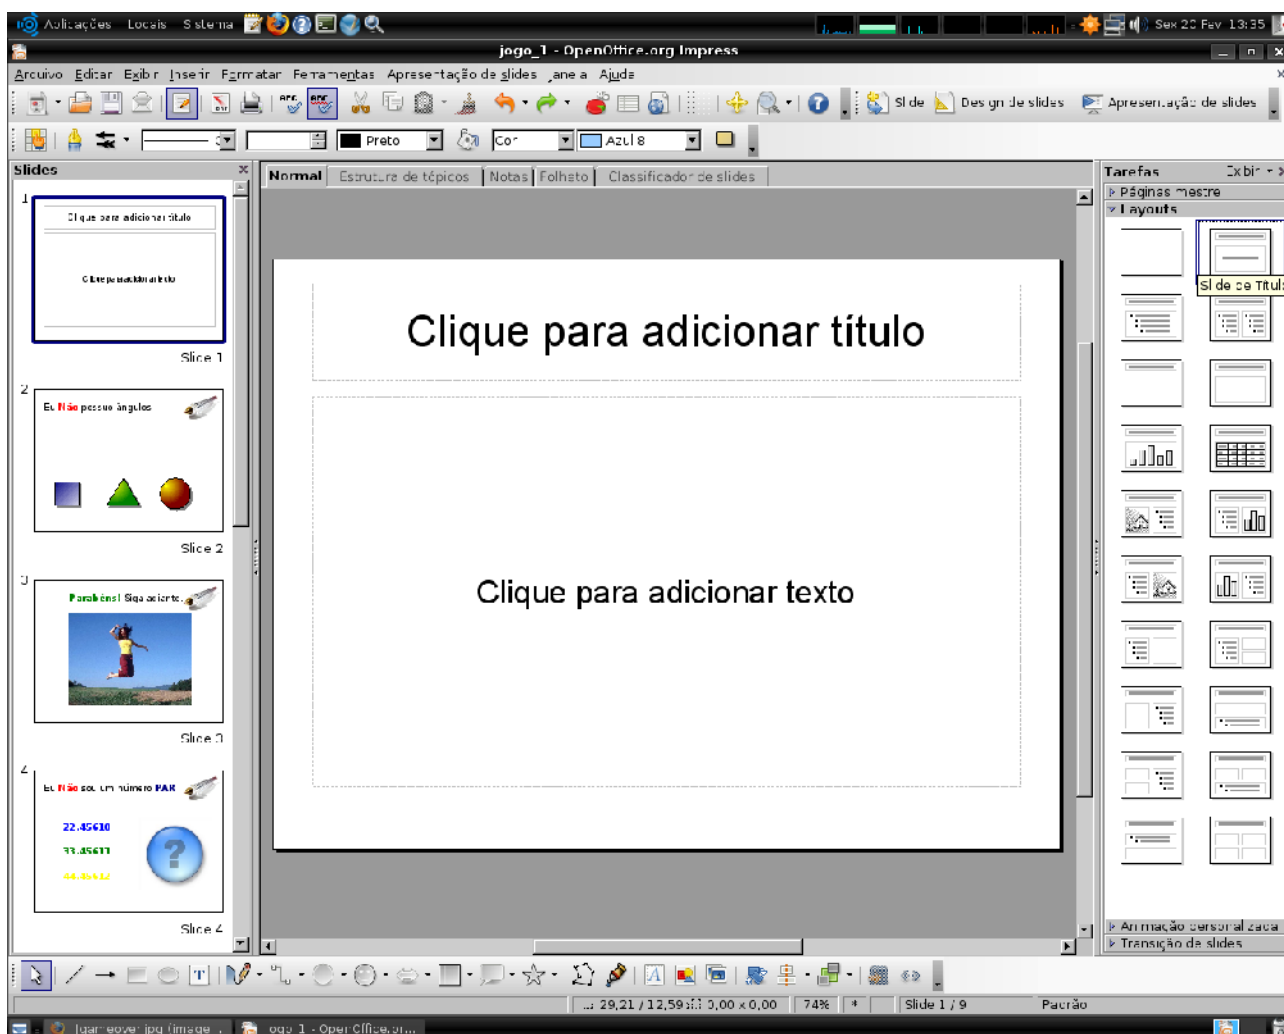 Aplicações Locais Sistema Sex 20 Fev 13:35
jogo_1 - OpenOffice.org Impress
Arquivo Editar Exibir Inserir Formatar Ferramentas Apresentação de slides Janela Ajuda
Slide Design de slides Apresentação de slides
Preto Cor Azul 8
Slides
Normal Estrutura de tópicos Notas Folheto Classificador de slides
Tarefas Exibir
Páginas mestre
Layouts
1
Clique para adicionar título
Clique para adicionar texto
Slide 1
2
Eu Não possuo ângulos
Slide 2
3
Parabéns! Siga adiante.
Slide 3
4
Eu Não sou um número PAR
22.45610
33.45611
Slide 4
Clique para adicionar título
Clique para adicionar texto
Slide de Títul
Animação personalizada
Transição de slides
29,21 / 12,59 0,00 x 0,00 74% * Slide 1 / 9 Padrão
jogo_1 - OpenOffice.or...